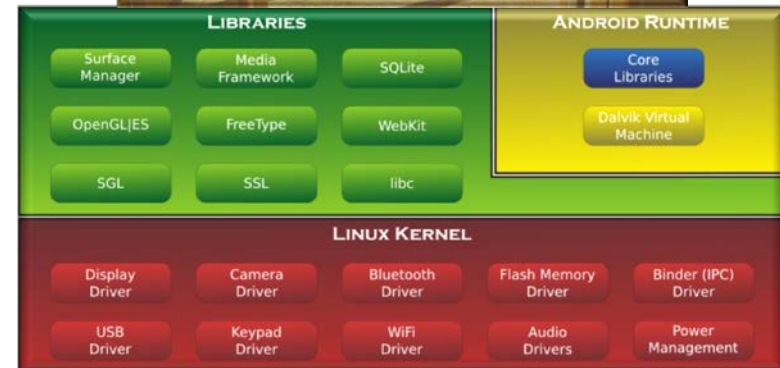 LIBRARIES
Surface
Manager
Media
Framework
SQLite
OpenGL|ES
FreeType
WebKit
SGL
SSL
libc
ANDROID RUNTIME
Core
Libraries
Dalvik Virtual
Machine
LINUX KERNEL
Display
Driver
Camera
Driver
Bluetooth
Driver
Flash Memory
Driver
Binder (IPC)
Driver
USB
Driver
Keypad
Driver
WiFi
Driver
Audio
Drivers
Power
Management